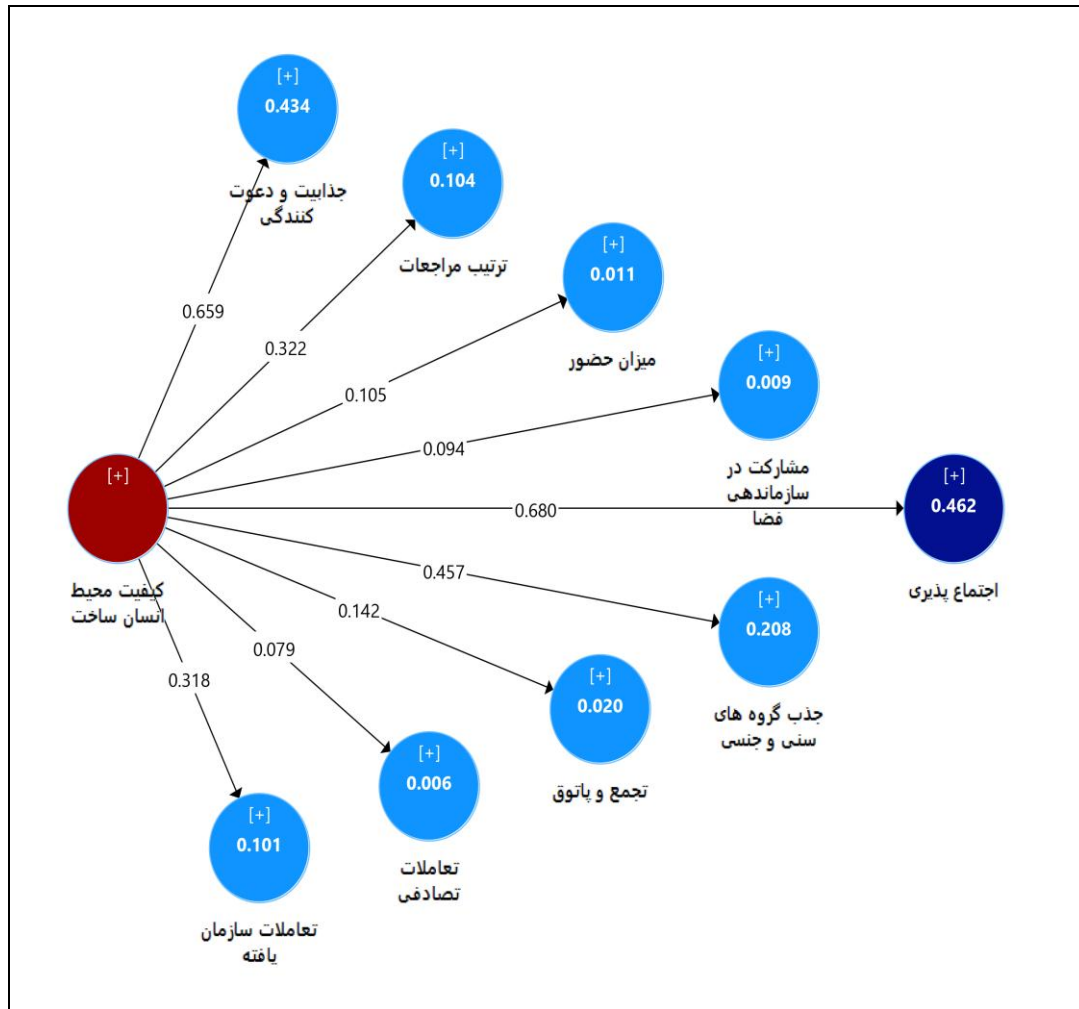 [+]
0.434
جذابیت و دعوت
کنندگی
[+]
0.104
ترتیب مراجعات
[+]
0.011
میزان حضور
[+]
0.009
مشارکت در
سازماندهی
فضا
0.659
0.322
0.105
0.094
[+]
کیفیت محیط
انسان ساخت
0.680
[+]
0.462
اجتماع پذیری
0.457
0.142
0.079
0.318
[+]
0.208
جذب گروه های
سنی و جنسی
[+]
0.020
تجمع و پاتوق
[+]
0.006
تعاملات
تصادفی
[+]
0.101
تعاملات سازمان
یافته